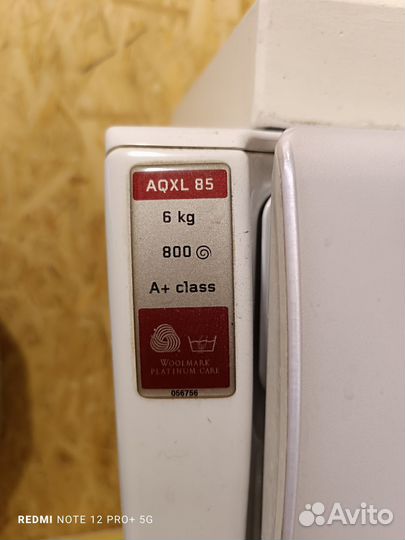 AQXL 85
6 kg
800
A+ class
WOOLMARK
PLATINUM CARE
056756
REDMI NOTE 12 PRO+ 5G
Avito